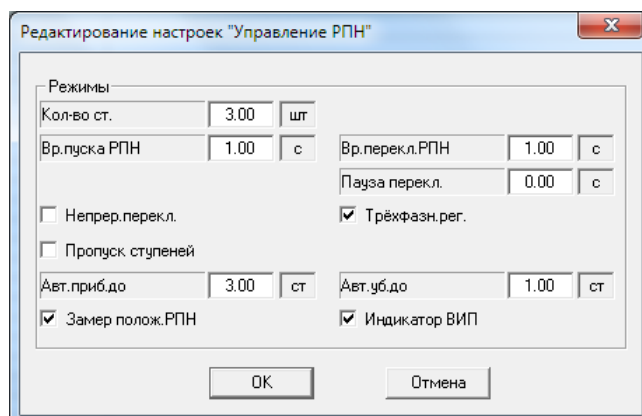 Редактирование настроек "Управление РПН"
Режимы
Кол-во ст. 3.00 шт
Вр.пуска РПН 1.00 с Вр.перекл.РПН 1.00 с
Пауза перекл. 0.00 с
Непрер.перекл. Трёхфазн.рег.
Пропуск ступеней
Авт.приб.до 3.00 ст Авт.уб.до 1.00 ст
Замер полож.РПН Индикатор ВИП
OK Отмена